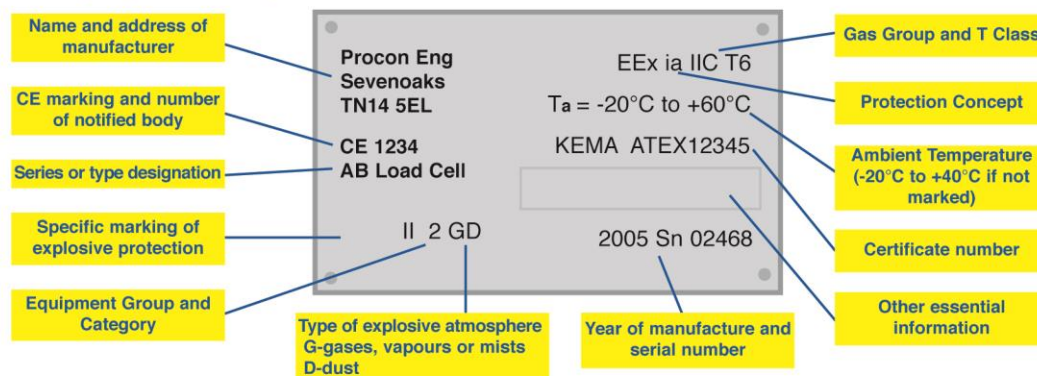 Name and address of
manufacturer
CE marking and number
of notified body
Series or type designation
Specific marking of
explosive protection
Equipment Group and
Category
Procon Eng
Sevenoaks
TN14 5EL
CE 1234
AB Load Cell
II 2 GD
EEx ia IIC T6
Ta = -20°C to +60°C
KEMA ATEX12345
2005 Sn 02468
Type of explosive atmosphere
G-gases, vapours or mists
D-dust
Year of manufacture and
serial number
Gas Group and T Class
Protection Concept
Ambient Temperature
(-20°C to +40°C if not
marked)
Certificate number
Other essential
information